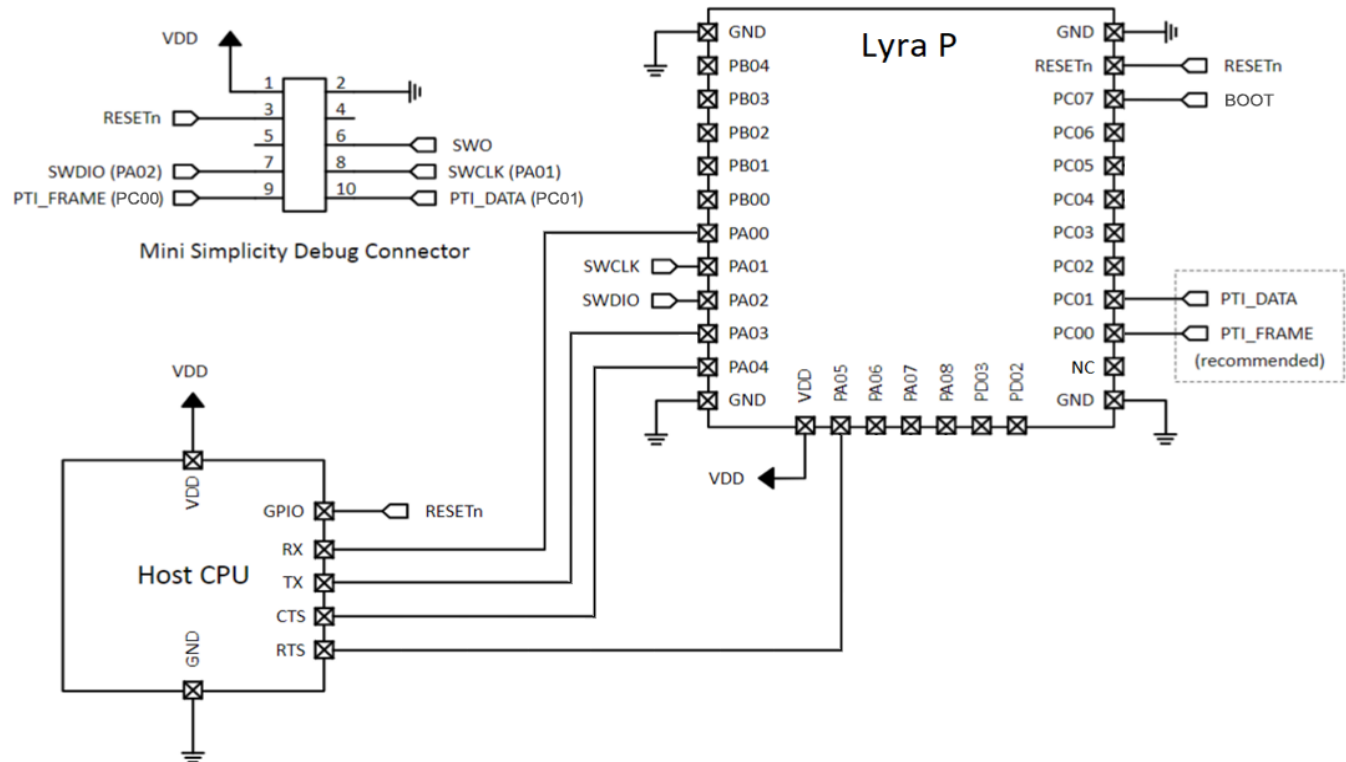 VDD
1 2
RESETn 3 4
5 6 SWO
SWDIO (PA02) 7 8 SWCLK (PA01)
PTI_FRAME (PC00) 9 10 PTI_DATA (PC01)
Mini Simplicity Debug Connector
Lyra P
GND
PB04
PB03
PB02
PB01
PB00
PA00
SWCLK PA01
SWDIO PA02
PA03
PA04
GND
GND
RESETn RESETn
PC07 BOOT
PC06
PC05
PC04
PC03
PC02
PC01 PTI_DATA
PC00 PTI_FRAME
(recommended)
NC
GND
VDD
PA05
PA06
PA07
PA08
PD03
PD02
VDD
VDD
VDD
Host CPU
GPIO RESETn
RX
TX
CTS
RTS
GND